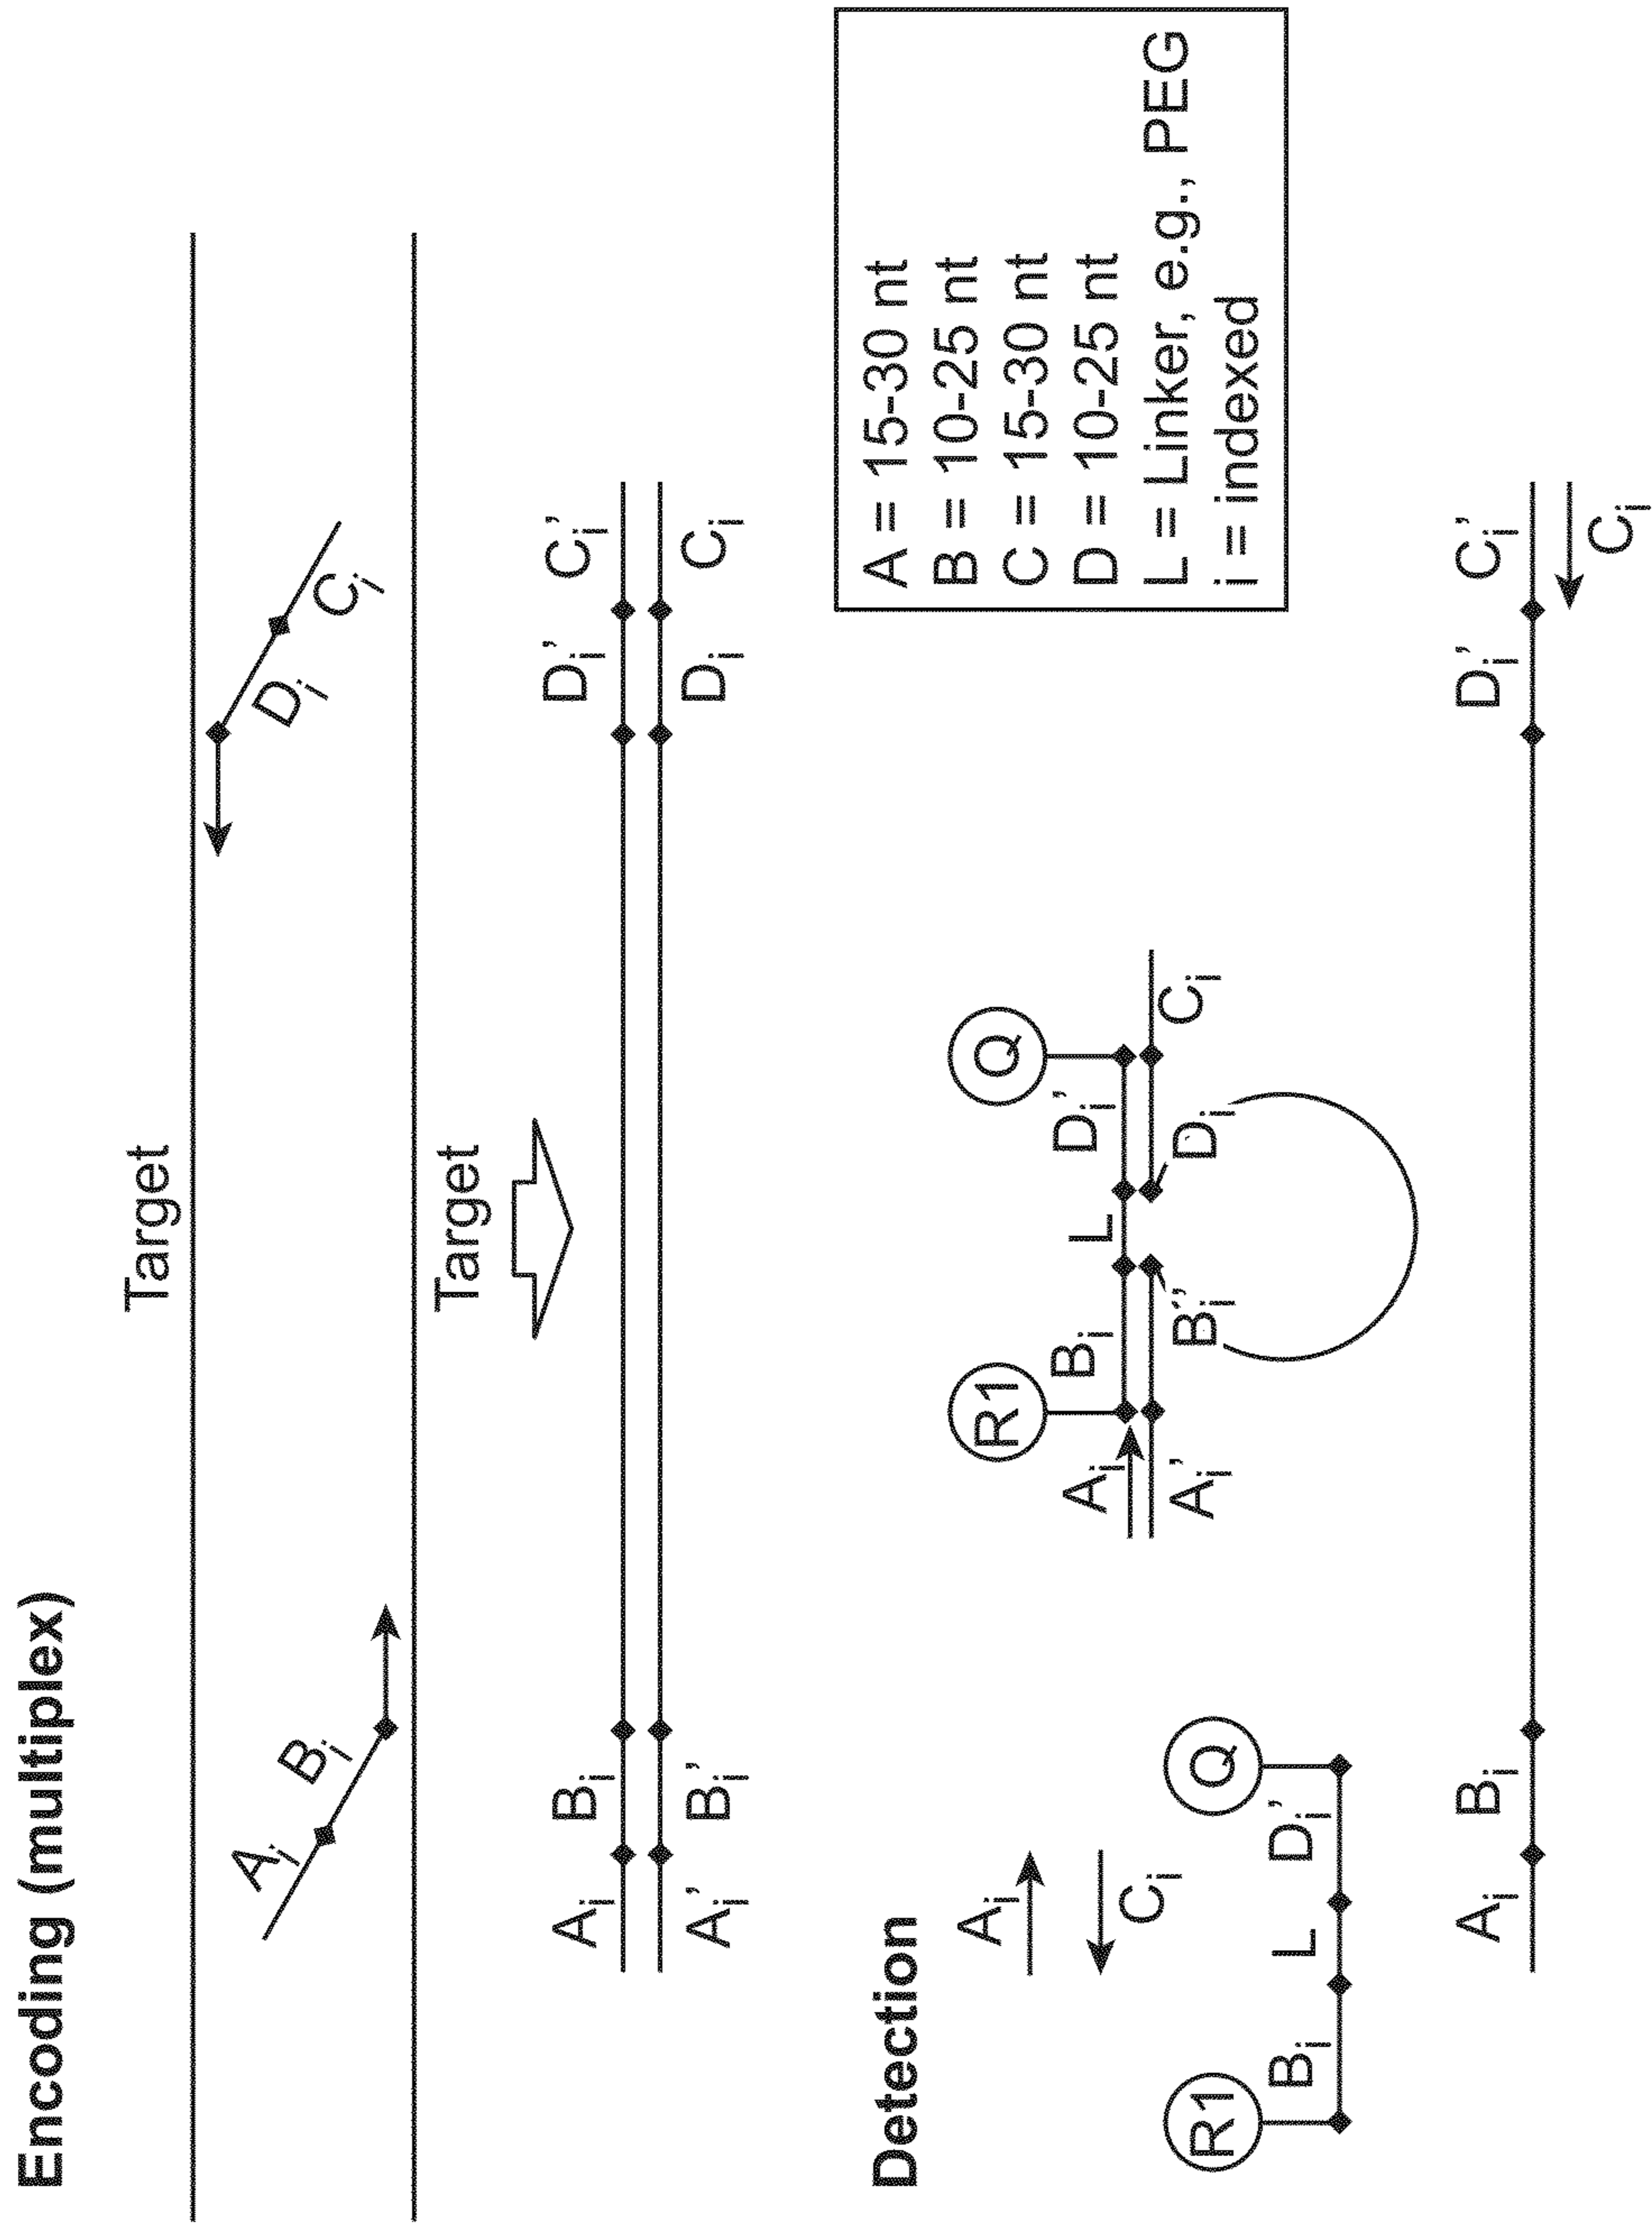 Encoding (multiplex)
Target
Ai Bi
Di Ci
Target
Ai Bi Di' Ci'
Ai' Bi' Di Ci
Detection
Ai
Ci
R1 Q
Bi L Di'
R1 Q
Ai Bi L Di'
Ai' Bi' Di Ci
A = 15-30 nt
B = 10-25 nt
C = 15-30 nt
D = 10-25 nt
L = Linker, e.g., PEG
i = indexed
Ai Bi Di' Ci'
Ci